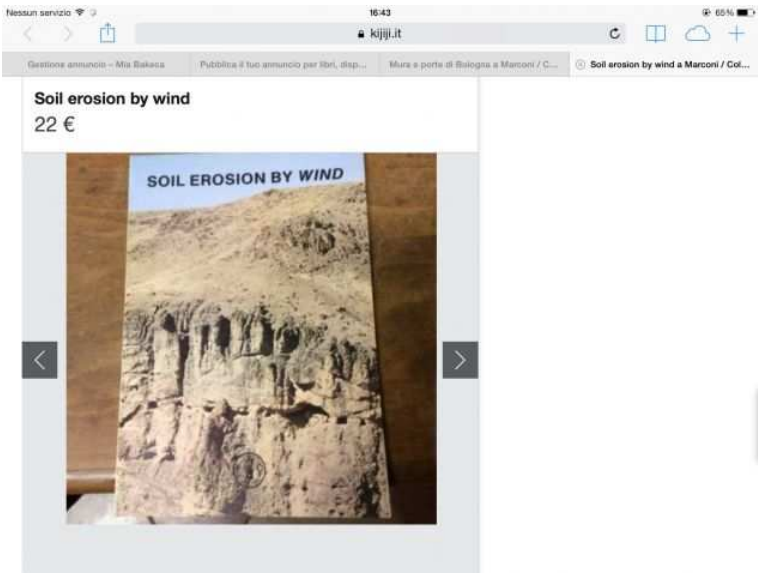 Nessun servizio
16:43
65%
kijiji.it
Gestione annuncio – Mia Bakeca
Pubblica il tuo annuncio per libri, disp...
Mura e porte di Bologna a Marconi / C...
Soil erosion by wind a Marconi / Col...
Soil erosion by wind
22 €
SOIL EROSION BY WIND